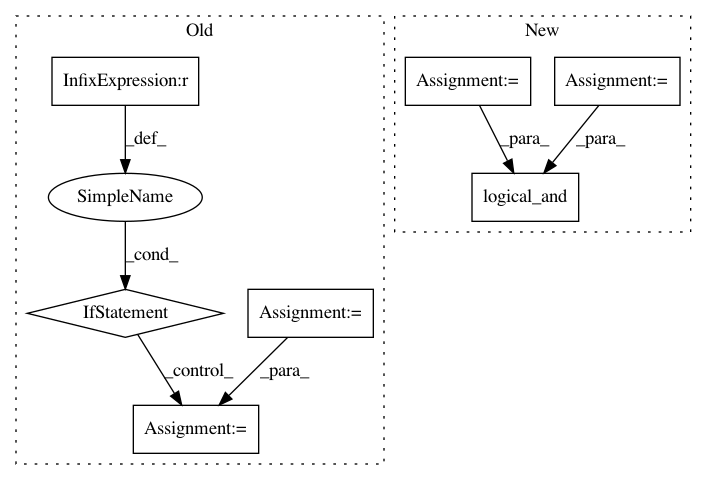 Old
New
InfixExpression:r
Assignment:=
Assignment:=
_def_
_para_
_para_
SimpleName
logical_and
_cond_
IfStatement
Assignment:=
_control_
_para_
Assignment:=